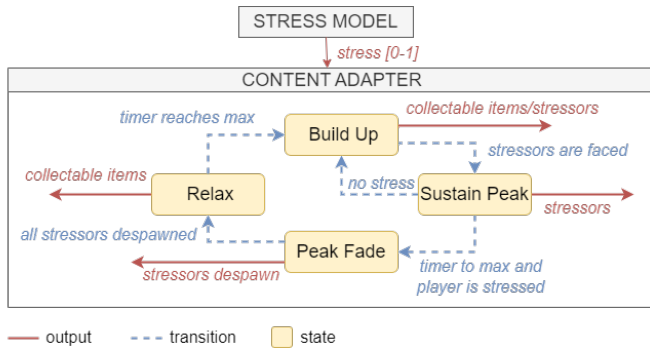 STRESS MODEL
stress [0-1]
CONTENT ADAPTER
timer reaches max
collectable items/stressors
Build Up
stressors are faced
collectable items
no stress
Relax
Sustain Peak
stressors
all stressors despawned
Peak Fade
stressors despawn
timer to max and
player is stressed
output
transition
state